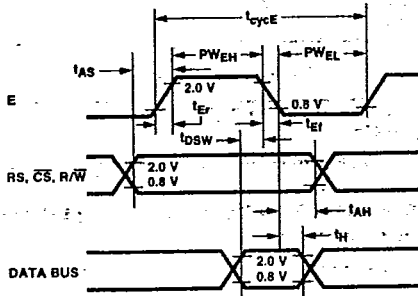 tcycE
tAS
PWEH
PWEL
E
2.0 V
0.8 V
tEr
tEf
tDSW
RS, C̅S̅, R/W̅
2.0 V
0.8 V
tAH
tH
DATA BUS
2.0 V
0.8 V